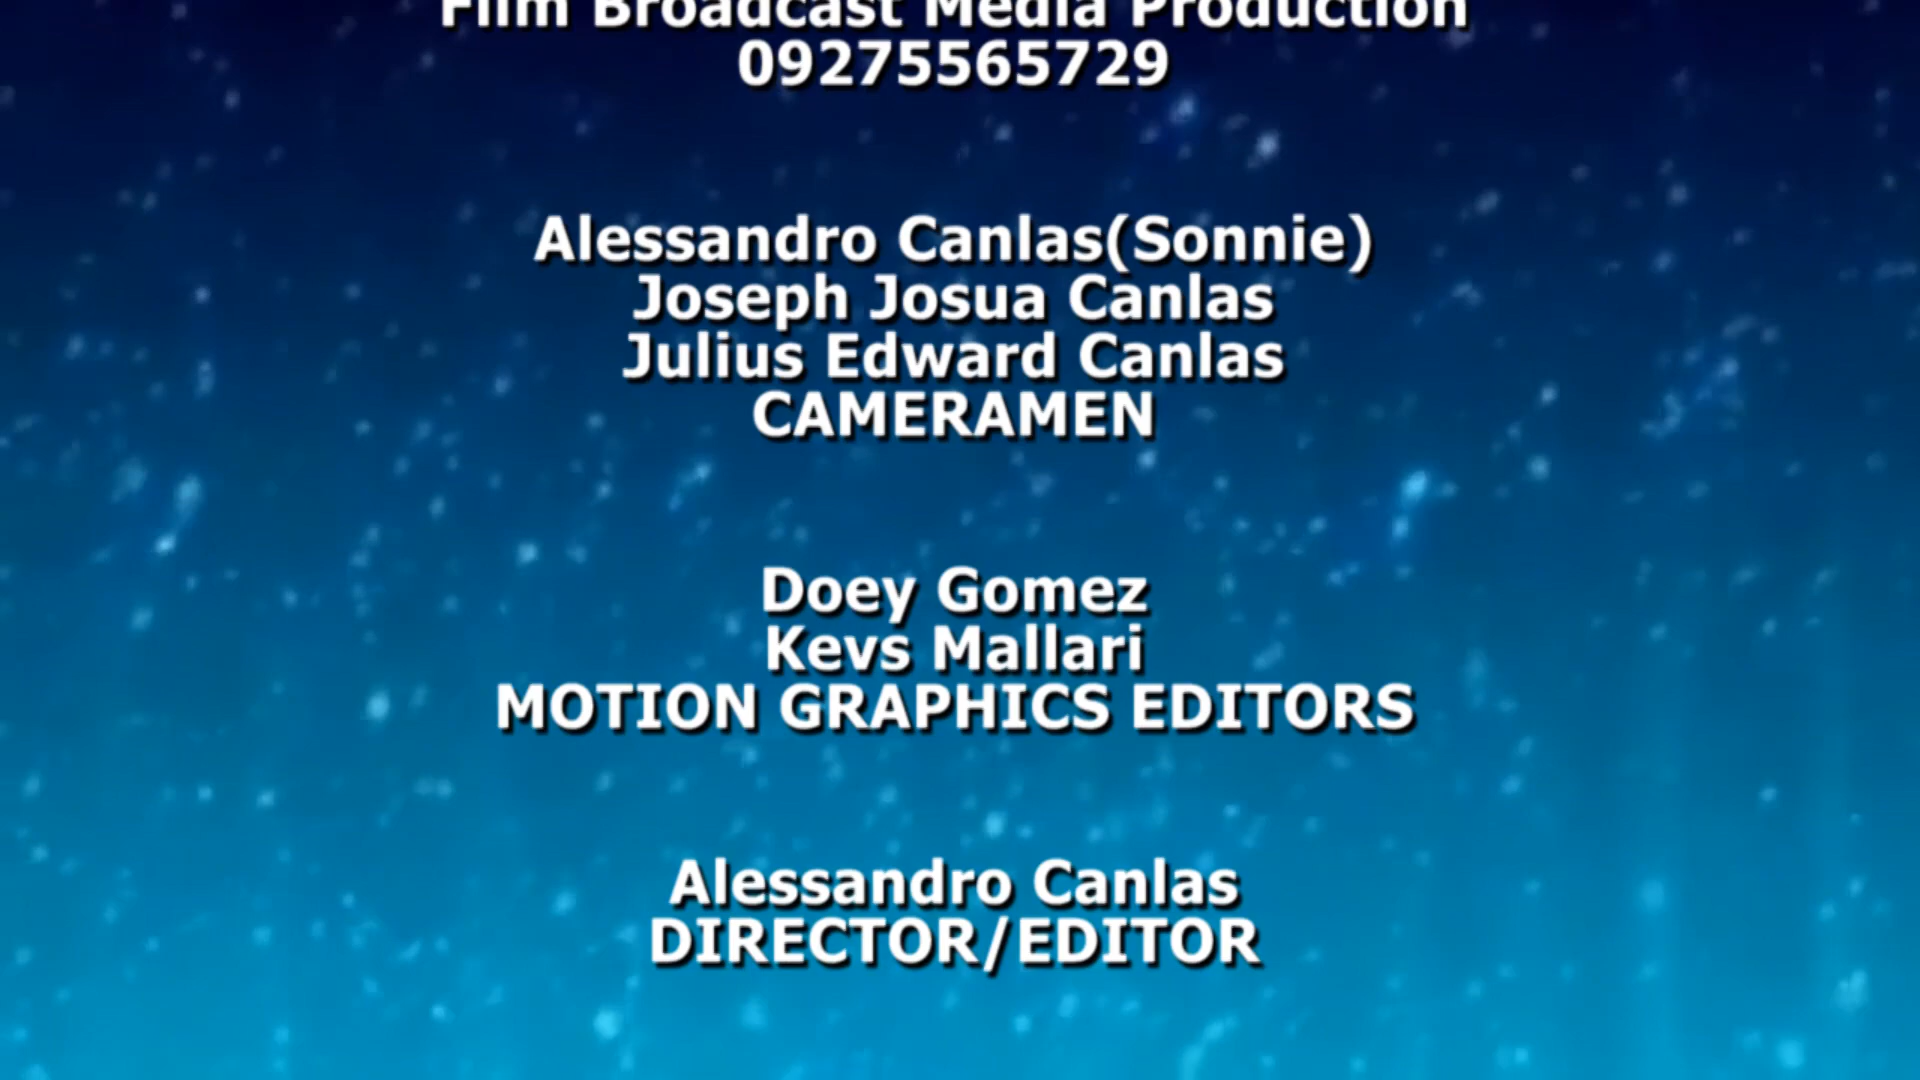 Film Broadcast Media Production
09275565729
Alessandro Canlas(Sonnie)
Joseph Josua Canlas
Julius Edward Canlas
CAMERAMEN
Doey Gomez
Kevs Mallari
MOTION GRAPHICS EDITORS
Alessandro Canlas
DIRECTOR/EDITOR